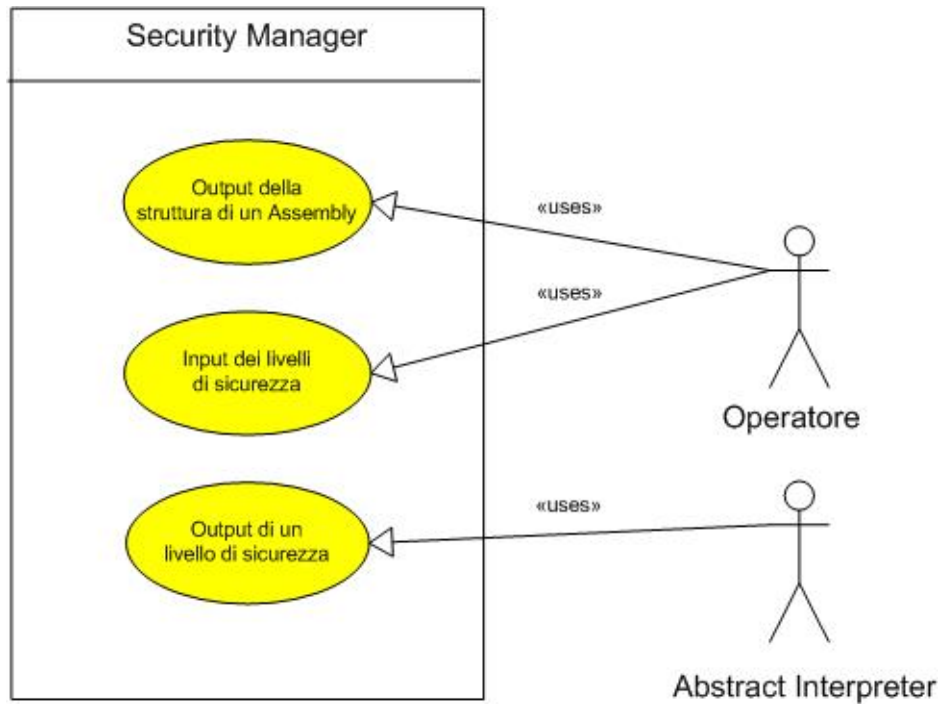 Security Manager
Output della
struttura di un Assembly
«uses»
«uses»
Input dei livelli
di sicurezza
Operatore
Output di un
livello di sicurezza
«uses»
Abstract Interpreter